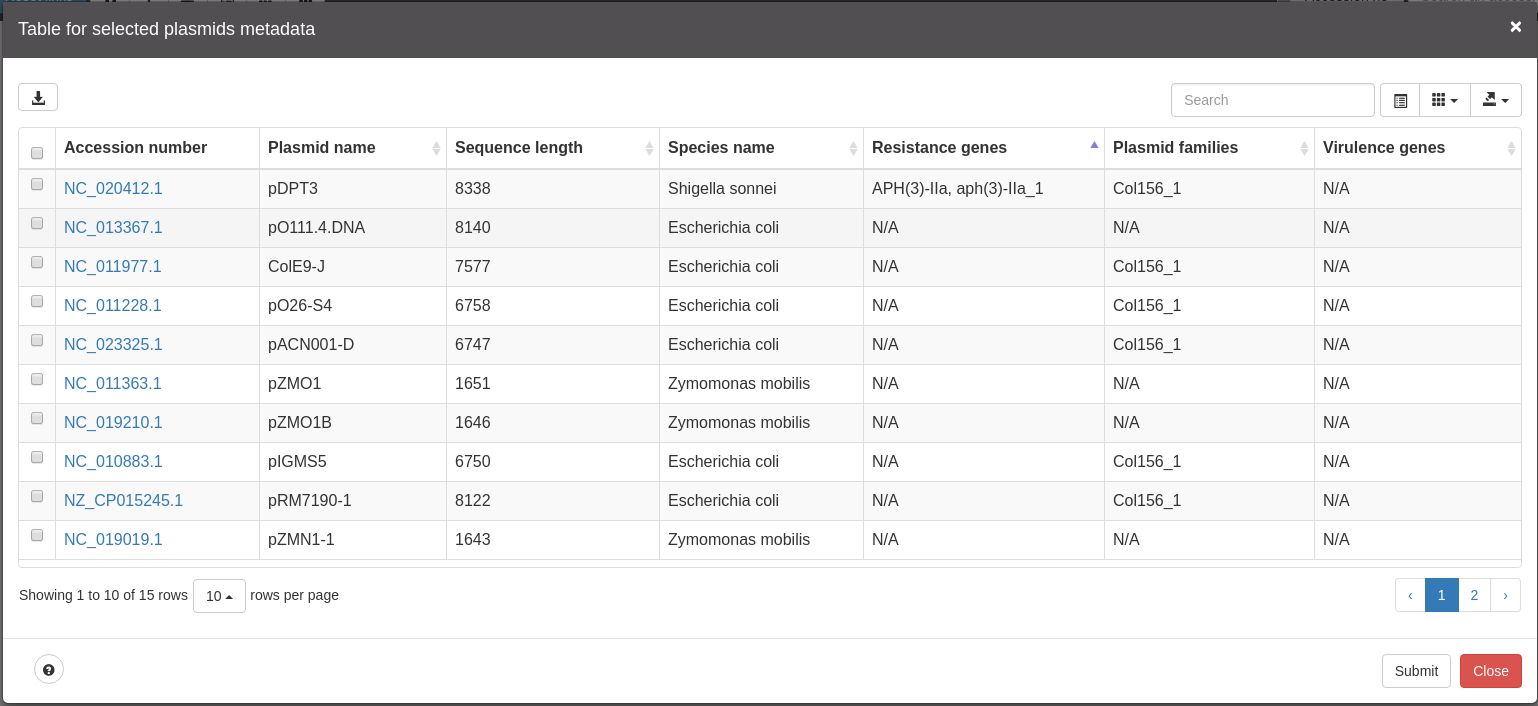 Table for selected plasmids metadata ×
Search
Accession number Plasmid name Sequence length Species name Resistance genes Plasmid families Virulence genes
NC_020412.1 pDPT3 8338 Shigella sonnei APH(3)-IIa, aph(3)-IIa_1 Col156_1 N/A
NC_013367.1 pO111.4.DNA 8140 Escherichia coli N/A N/A N/A
NC_011977.1 ColE9-J 7577 Escherichia coli N/A Col156_1 N/A
NC_011228.1 pO26-S4 6758 Escherichia coli N/A Col156_1 N/A
NC_023325.1 pACN001-D 6747 Escherichia coli N/A Col156_1 N/A
NC_011363.1 pZMO1 1651 Zymomonas mobilis N/A N/A N/A
NC_019210.1 pZMO1B 1646 Zymomonas mobilis N/A N/A N/A
NC_010883.1 pIGMS5 6750 Escherichia coli N/A Col156_1 N/A
NZ_CP015245.1 pRM7190-1 8122 Escherichia coli N/A Col156_1 N/A
NC_019019.1 pZMN1-1 1643 Zymomonas mobilis N/A N/A N/A
Showing 1 to 10 of 15 rows 10 rows per page ‹ 1 2 ›
? Submit Close